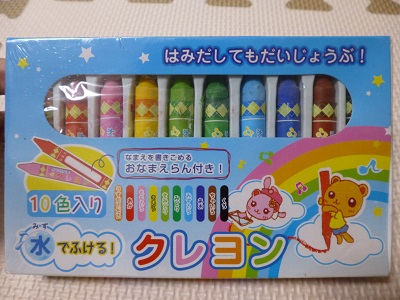 はみだしてもだいじょうぶ!
なまえを書きこめる
おなまえらん付き!
10色入り
みず
水でふける!
クレヨン